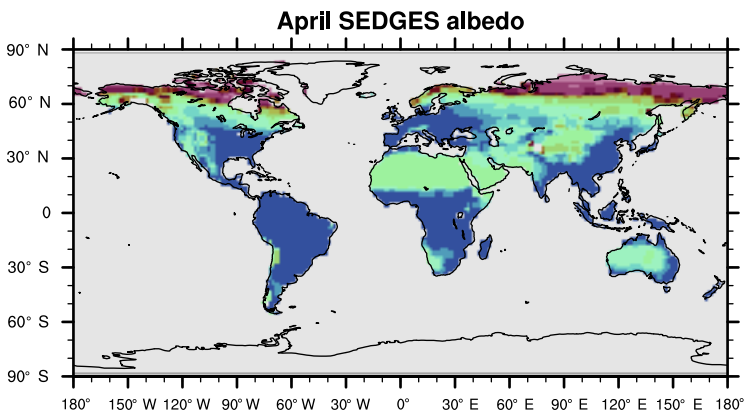 April SEDGES albedo
90° N
60° N
30° N
0
30° S
60° S
90° S
180° 150° W 120° W 90° W 60° W 30° W 0° 30° E 60° E 90° E 120° E 150° E 180°